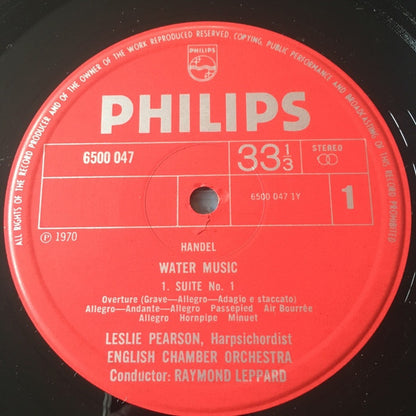 ALL RIGHTS OF THE RECORD PRODUCER AND OF THE OWNER OF THE WORK REPRODUCED RESERVED. COPYING, PUBLIC PERFORMANCE AND BROADCASTING OF THIS RECORD PROHIBITED
PHILIPS
PHILIPS
6500 047
33 1/3
STEREO
6500 047 1Y
1
℗ 1970
HANDEL
WATER MUSIC
1. SUITE No. 1
Overture (Grave—Allegro—Adagio e staccato)
Allegro—Andante—Allegro Passepied Air Bourrée
Allegro Hornpipe Minuet
LESLIE PEARSON, Harpsichordist
ENGLISH CHAMBER ORCHESTRA
Conductor: RAYMOND LEPPARD